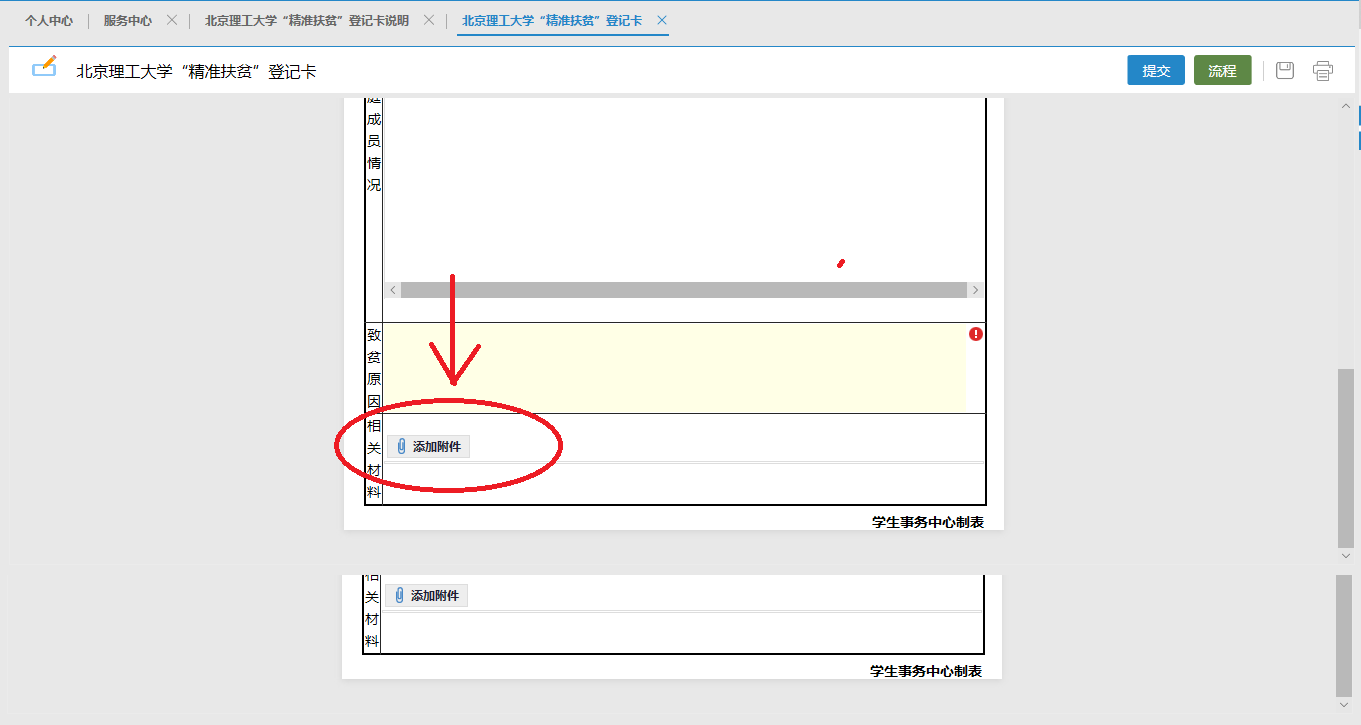 个人中心 服务中心 北京理工大学“精准扶贫”登记卡说明 北京理工大学“精准扶贫”登记卡
北京理工大学“精准扶贫”登记卡 提交 流程
庭
成
员
情
况
致
贫
原
因
相
关
材
料
添加附件
学生事务中心制表
相
关
材
料
添加附件
学生事务中心制表